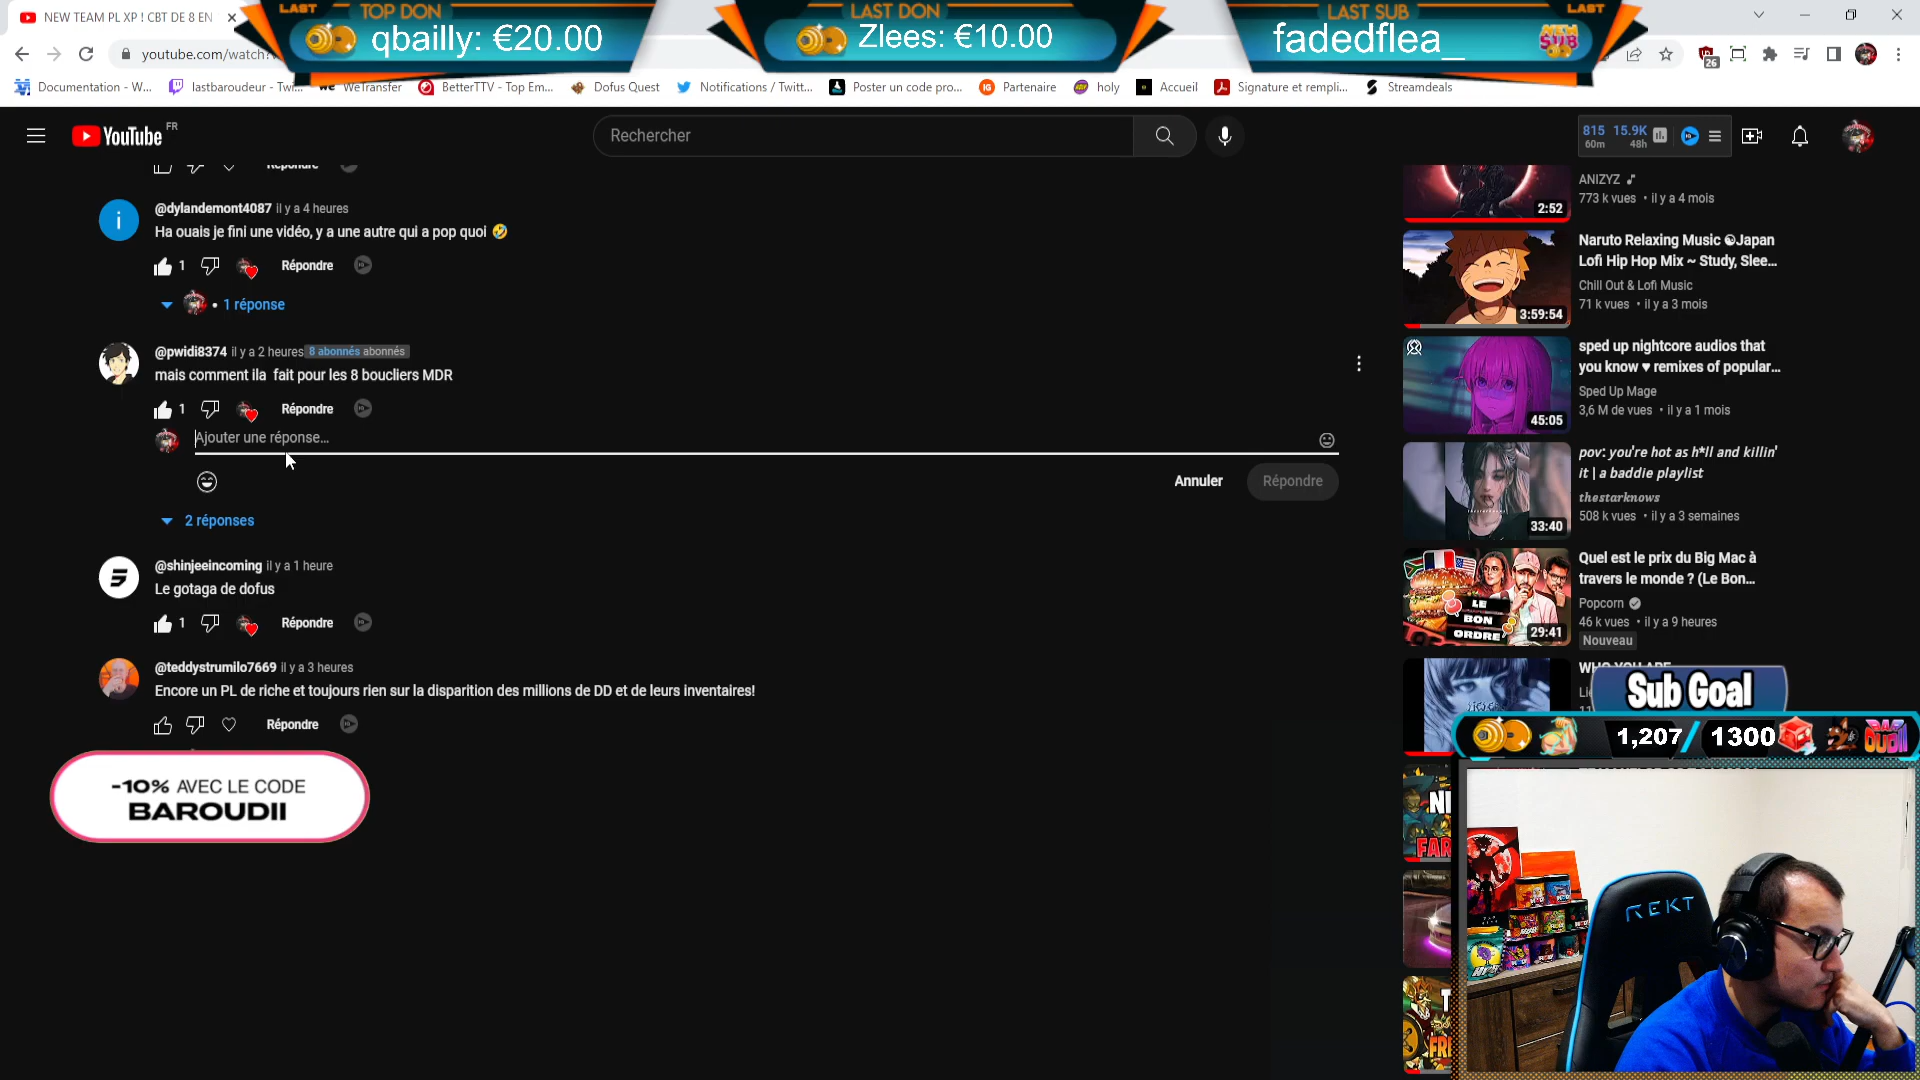 NEW TEAM PL XP ! CBT DE 8 EN
LAST
TOP DON
qbailly: €20.00
LAST DON
Zlees: €10.00
LAST SUB
LAST
fadedflea_
NEW SUB
youtube.com/watch?
26
Documentation - W...
lastbaroudeur - Twi...
WeTransfer
BetterTTV - Top Em...
Dofus Quest
Notifications / Twitt...
Poster un code pro...
Partenaire
holy
Accueil
Signature et rempli...
Streamdeals
YouTube FR
Rechercher
815 15.9K
60m 48h
Répondre
@dylandemont4087 il y a 4 heures
Ha ouais je fini une vidéo, y a une autre qui a pop quoi 🤣
1 Répondre
• 1 réponse
@pwidi8374 il y a 2 heures 8 abonnés abonnés
mais comment ila fait pour les 8 boucliers MDR
1 Répondre
Ajouter une réponse...
Annuler
Répondre
2 réponses
@shinjeeincoming il y a 1 heure
Le gotaga de dofus
1 Répondre
@teddystrumilo7669 il y a 3 heures
Encore un PL de riche et toujours rien sur la disparition des millions de DD et de leurs inventaires!
Répondre
-10% AVEC LE CODE
BAROUDII
2:52
ANIZYZ ♪
773 k vues • il y a 4 mois
3:59:54
Naruto Relaxing Music ☯Japan
Lofi Hip Hop Mix ~ Study, Slee...
Chill Out & Lofi Music
71 k vues • il y a 3 mois
45:05
sped up nightcore audios that
you know ♥ remixes of popular...
Sped Up Mage
3,6 M de vues • il y a 1 mois
33:40
pov: you're hot as h*ll and killin'
it | a baddie playlist
thestarknows
508 k vues • il y a 3 semaines
LE
BON
ORDRE
29:41
Quel est le prix du Big Mac à
travers le monde ? (Le Bon...
Popcorn
46 k vues • il y a 9 heures
Nouveau
WHO YOU ARE
Sub Goal
1,207 / 1300
BAROUDII
NI
FAR
REKT